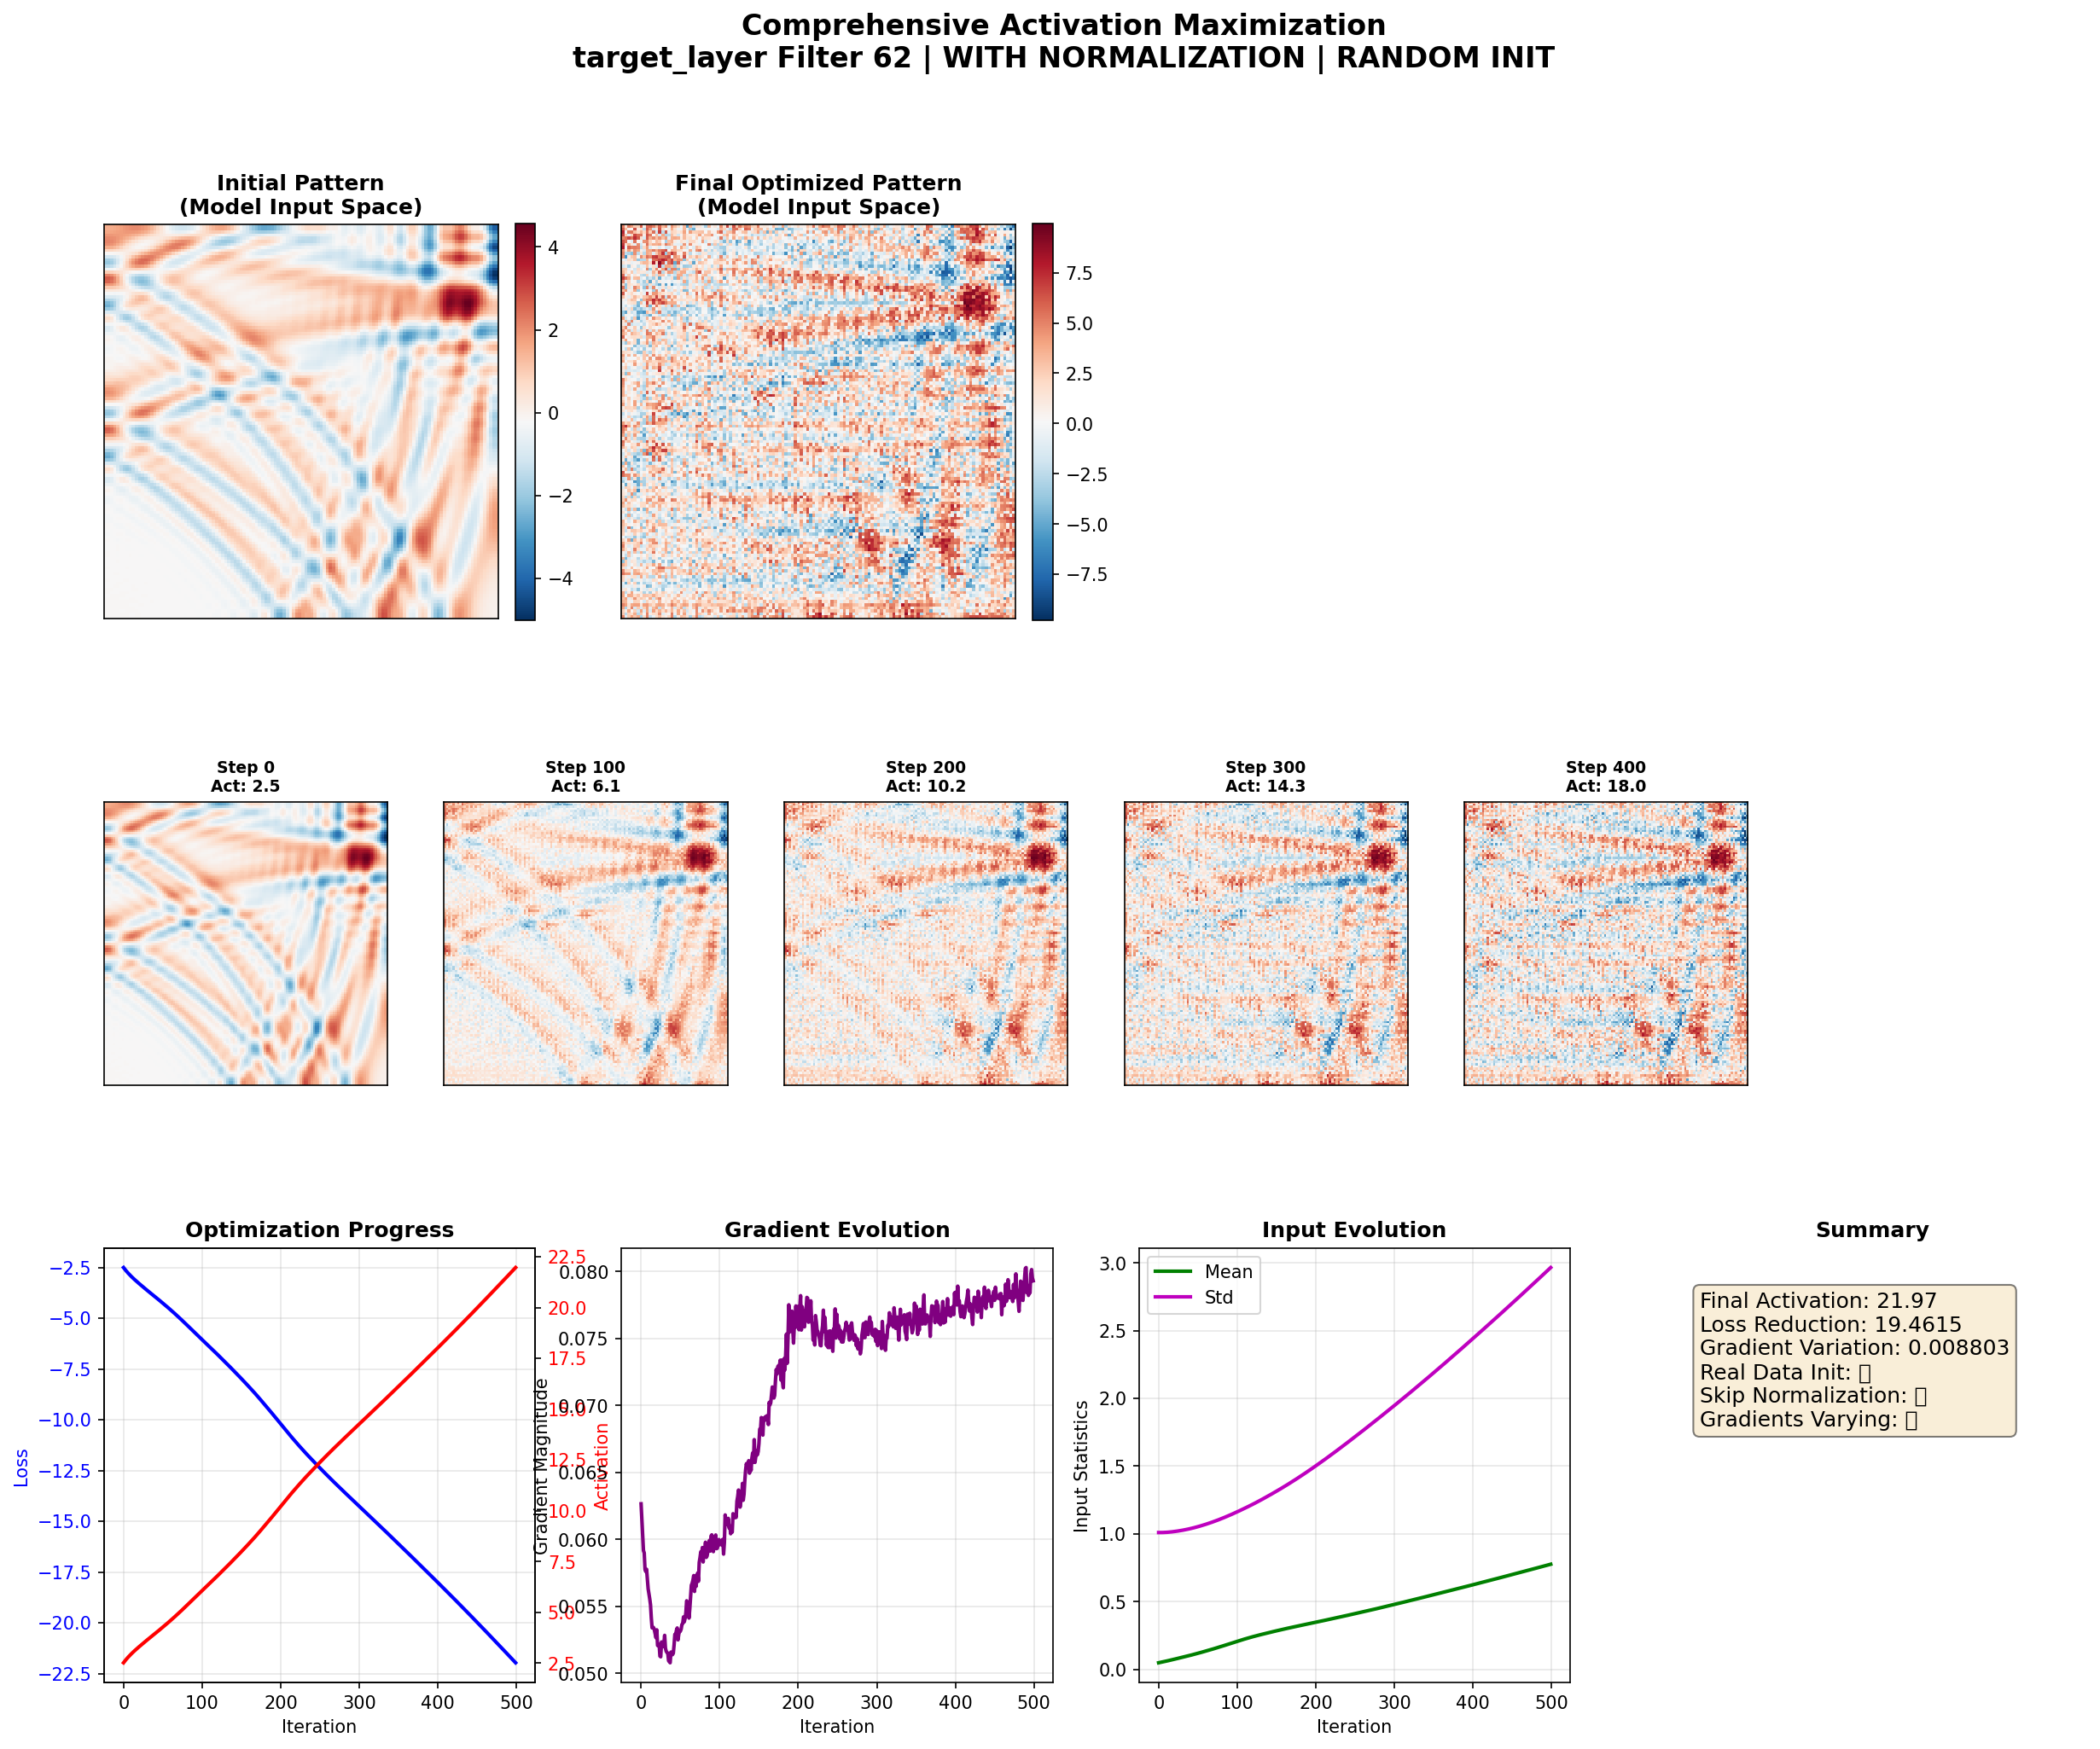 Comprehensive Activation Maximization
target_layer Filter 62 | WITH NORMALIZATION | RANDOM INIT
Initial Pattern
(Model Input Space)
4
2
0
−2
−4
Final Optimized Pattern
(Model Input Space)
7.5
5.0
2.5
0.0
−2.5
−5.0
−7.5
Step 0
Act: 2.5
Step 100
Act: 6.1
Step 200
Act: 10.2
Step 300
Act: 14.3
Step 400
Act: 18.0
Optimization Progress
Loss
−2.5
−5.0
−7.5
−10.0
−12.5
−15.0
−17.5
−20.0
−22.5
0 100 200 300 400 500
Iteration
22.5
20.0
17.5
15.0
12.5
10.0
7.5
5.0
2.5
Activation
Gradient Evolution
Gradient Magnitude
0.080
0.075
0.070
0.065
0.060
0.055
0.050
0 100 200 300 400 500
Iteration
Input Evolution
Input Statistics
3.0
2.5
2.0
1.5
1.0
0.5
0.0
Mean
Std
0 100 200 300 400 500
Iteration
Summary
Final Activation: 21.97
Loss Reduction: 19.4615
Gradient Variation: 0.008803
Real Data Init:
Skip Normalization:
Gradients Varying: